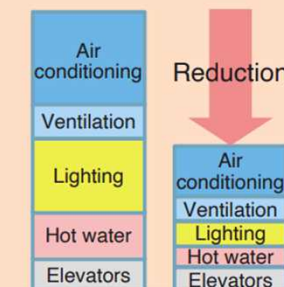 Air
conditioning
Ventilation
Lighting
Hot water
Elevators
Reduction
Air
conditioning
Ventilation
Lighting
Hot water
Elevators